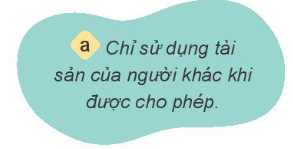 a Chỉ sử dụng tài
sản của người khác khi
được cho phép.